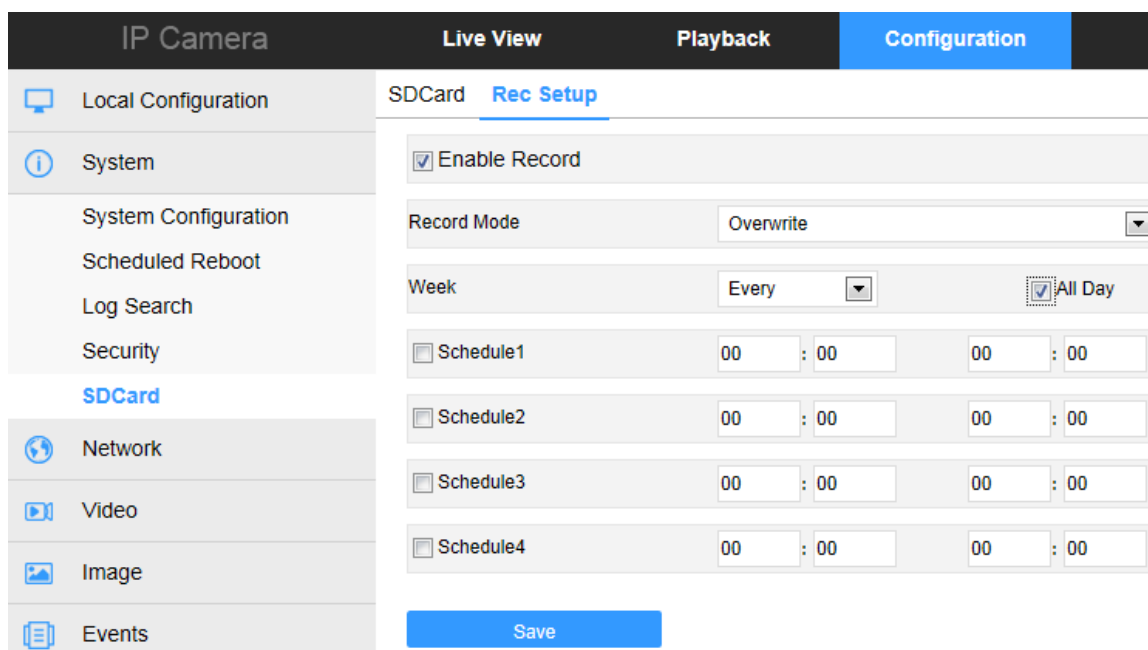 IP Camera Live View Playback Configuration
Local Configuration
System
System Configuration
Scheduled Reboot
Log Search
Security
SDCard
Network
Video
Image
Events
SDCard Rec Setup
Enable Record
Record Mode Overwrite
Week Every All Day
Schedule1 00 : 00 00 : 00
Schedule2 00 : 00 00 : 00
Schedule3 00 : 00 00 : 00
Schedule4 00 : 00 00 : 00
Save